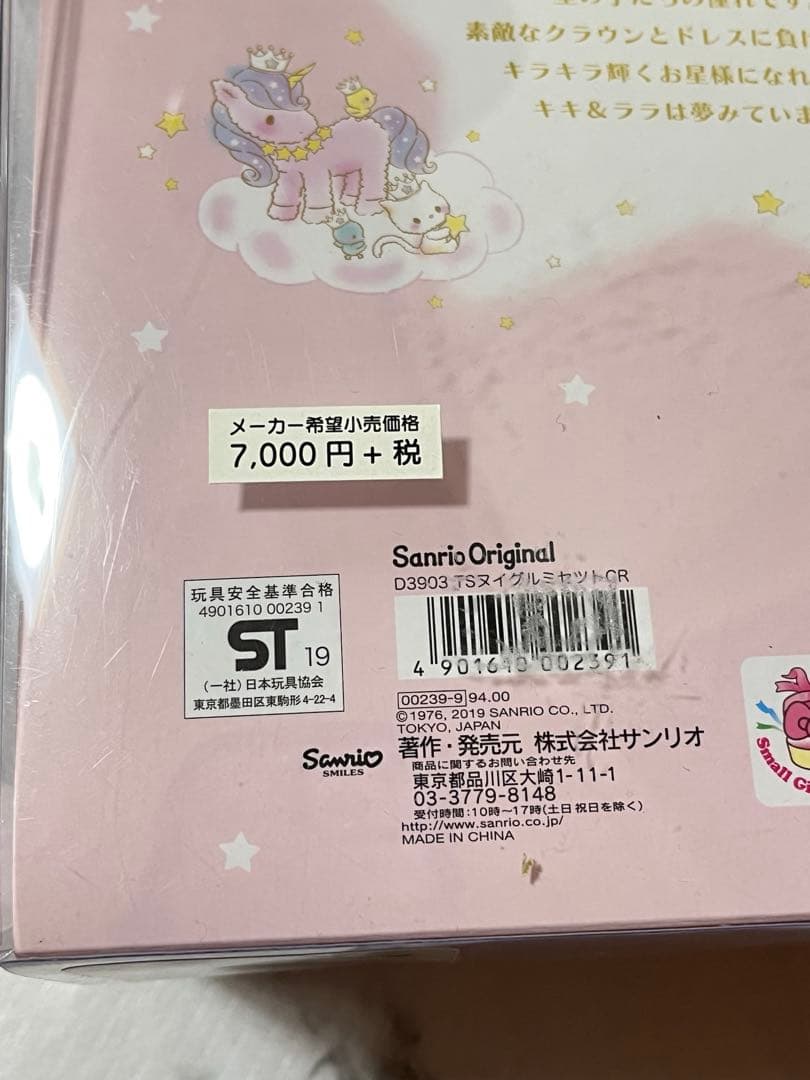 素敵なクラウンとドレスに負け
キラキラ輝くお星様になれ
キキ&ララは夢みていま
メーカー希望小売価格
7,000円+税
Sanrio Original
D3903 TSヌイグルミセットCR
4 901610 002391
玩具安全基準合格
4901610 00239 1
ST 19
(一社)日本玩具協会
東京都墨田区東駒形4-22-4
00239-9 94.00
©1976, 2019 SANRIO CO., LTD.
TOKYO, JAPAN
著作・発売元 株式会社サンリオ
Sanrio
SMILES
商品に関するお問い合わせ先
東京都品川区大崎1-11-1
03-3779-8148
受付時間:10時~17時(土日祝日を除く)
http://www.sanrio.co.jp/
MADE IN CHINA
Small Gi